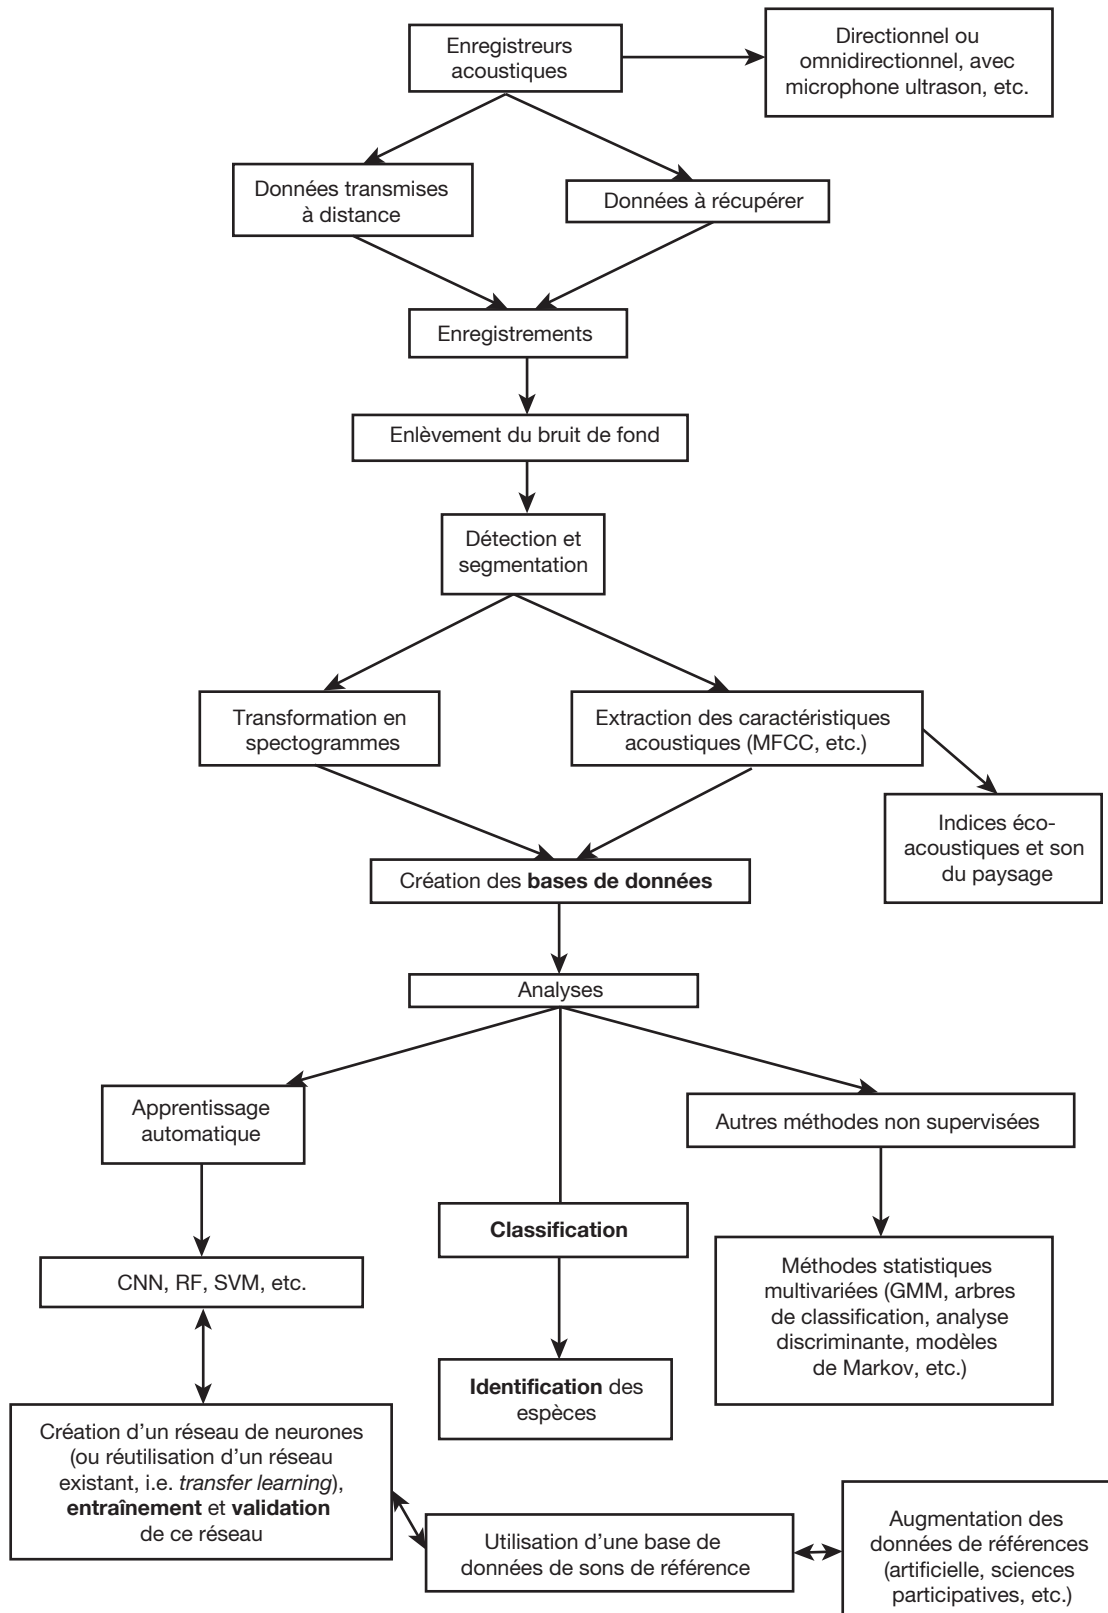 Enregistreurs
acoustiques
Directionnel ou
omnidirectionnel, avec
microphone ultrason, etc.
Données transmises
à distance
Données à récupérer
Enregistrements
Enlèvement du bruit de fond
Détection et
segmentation
Transformation en
spectogrammes
Extraction des caractéristiques
acoustiques (MFCC, etc.)
Indices éco-
acoustiques et son
du paysage
Création des bases de données
Analyses
Apprentissage
automatique
Autres méthodes non supervisées
Classification
CNN, RF, SVM, etc.
Méthodes statistiques
multivariées (GMM, arbres
de classification, analyse
discriminante, modèles
de Markov, etc.)
Identification des
espèces
Création d’un réseau de neurones
(ou réutilisation d’un réseau
existant, i.e. transfer learning),
entraînement et validation
de ce réseau
Utilisation d’une base de
données de sons de référence
Augmentation des
données de références
(artificielle, sciences
participatives, etc.)